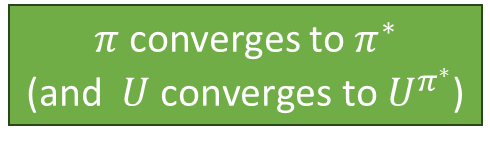 π converges to π*
(and U converges to U^π*)